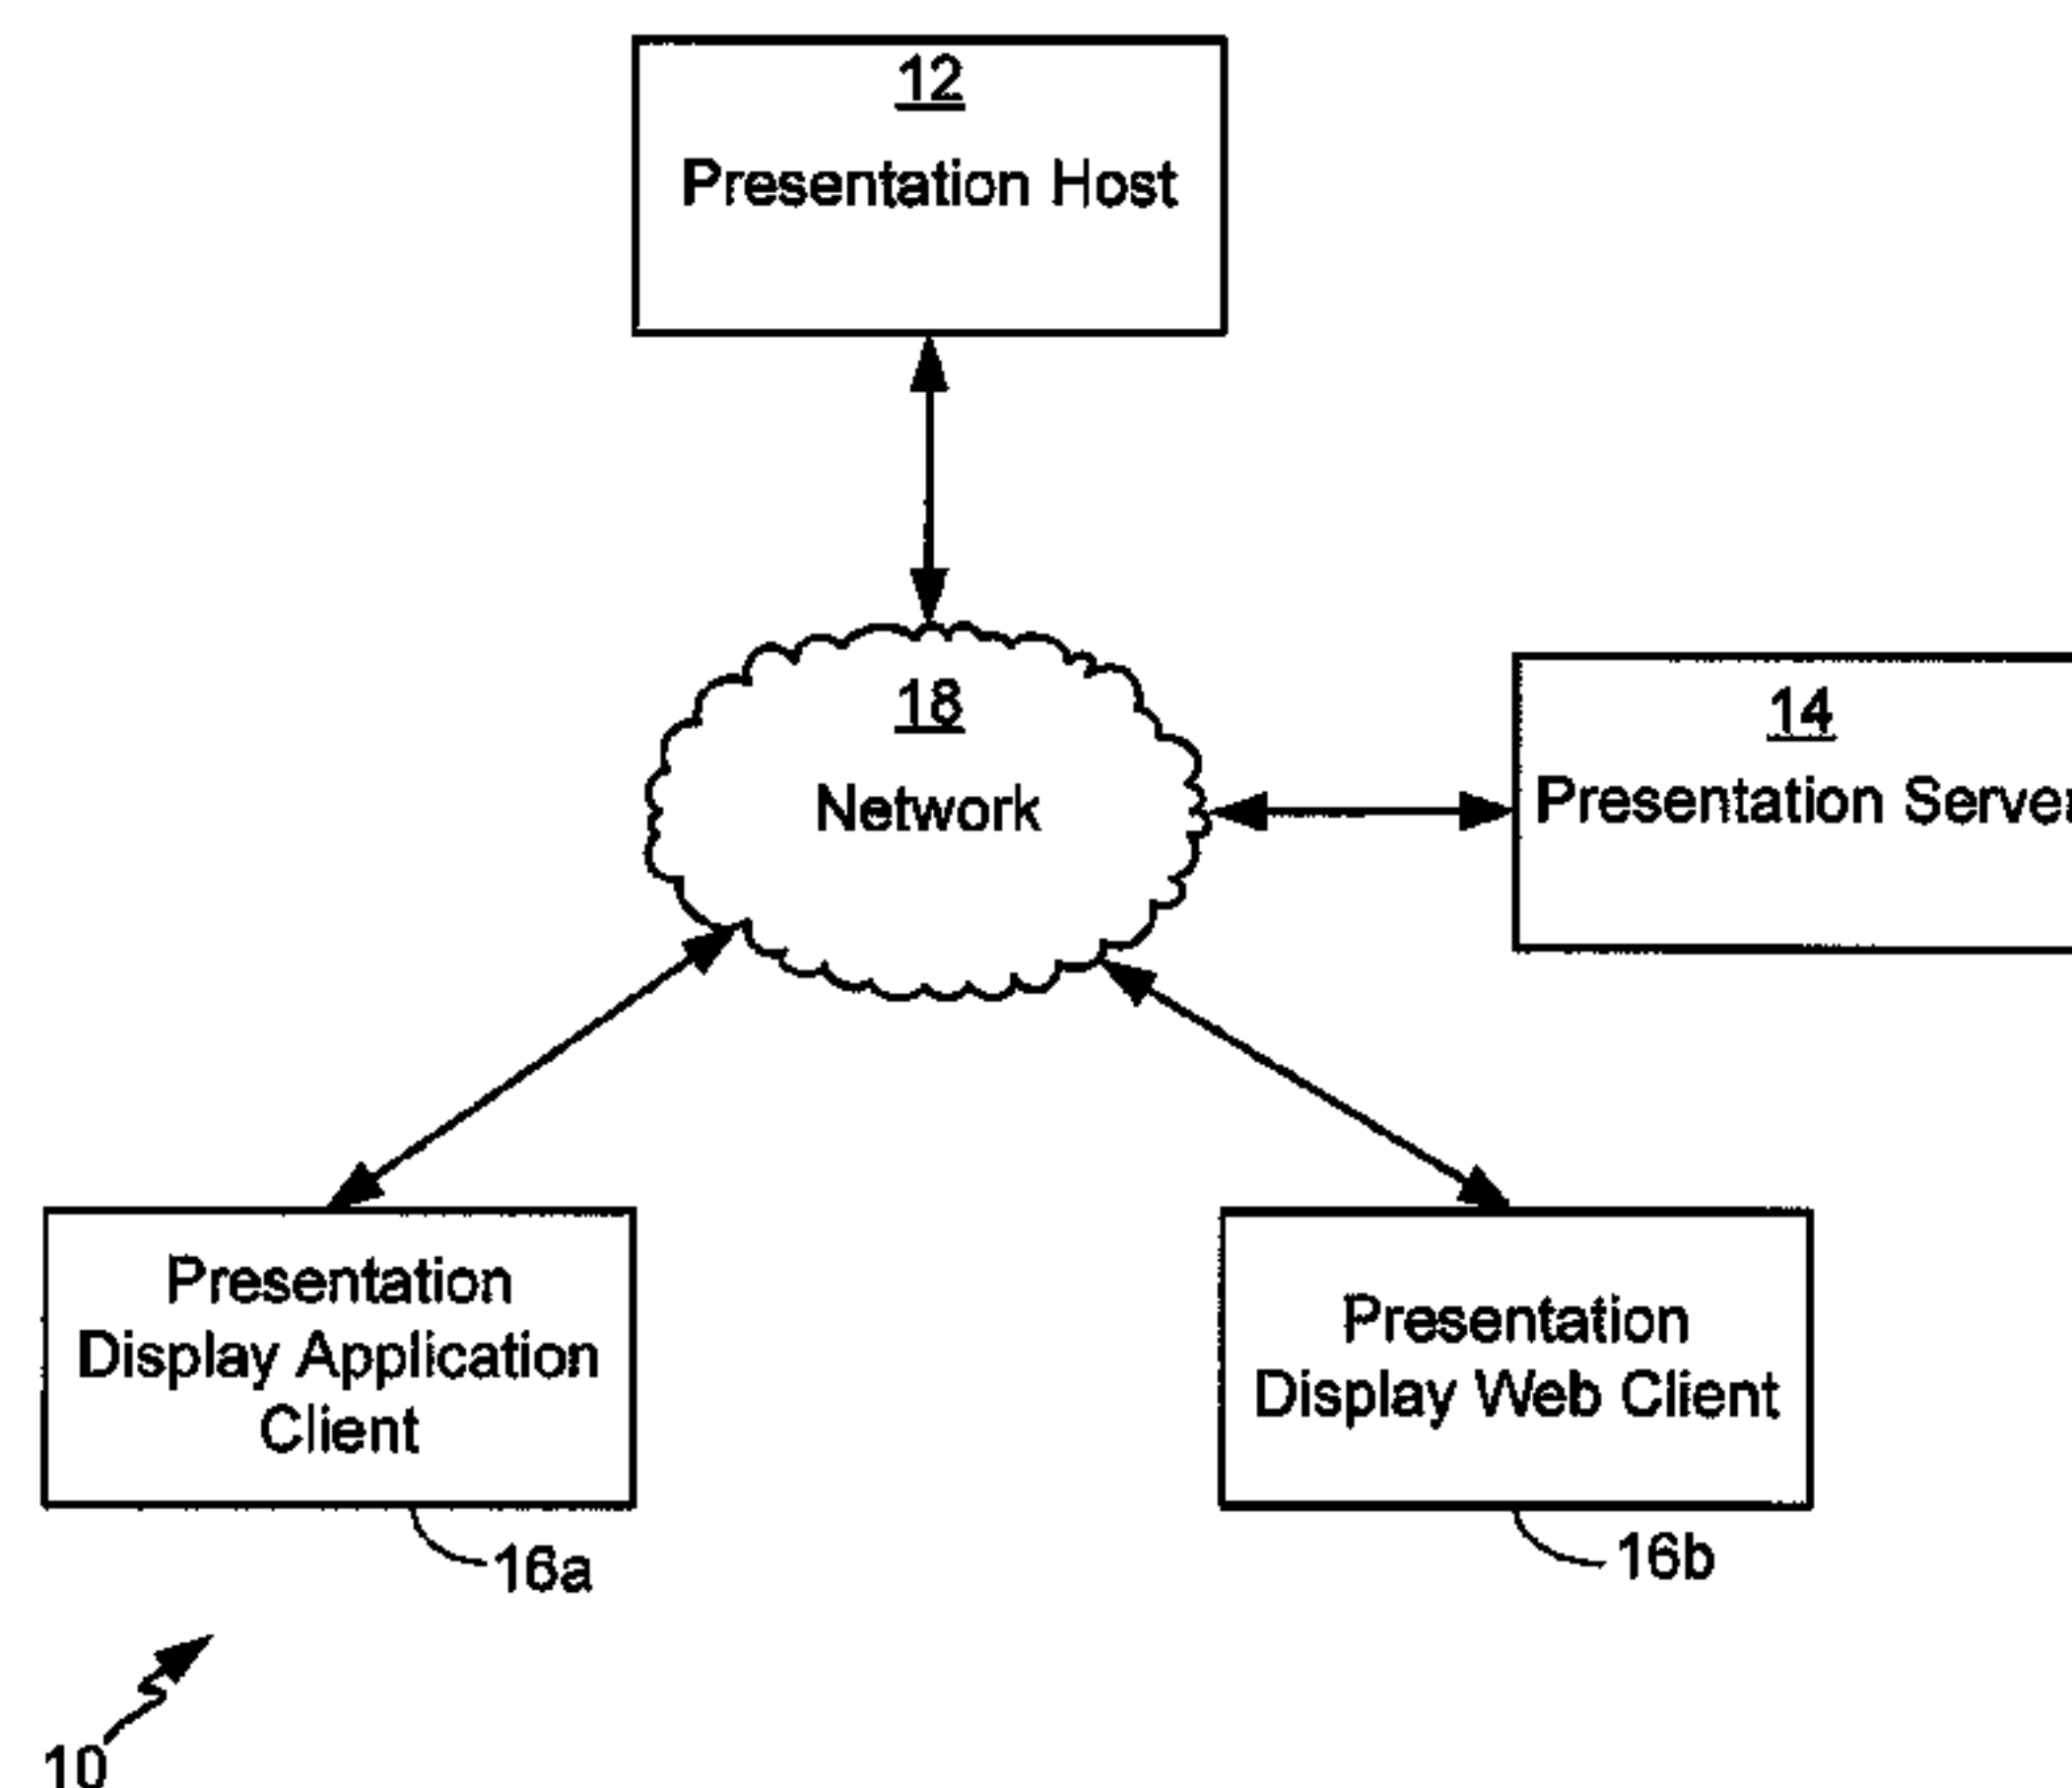 12
Presentation Host
18
Network
14
Presentation Server
Presentation
Display Application
Client
Presentation
Display Web Client
16a
16b
10